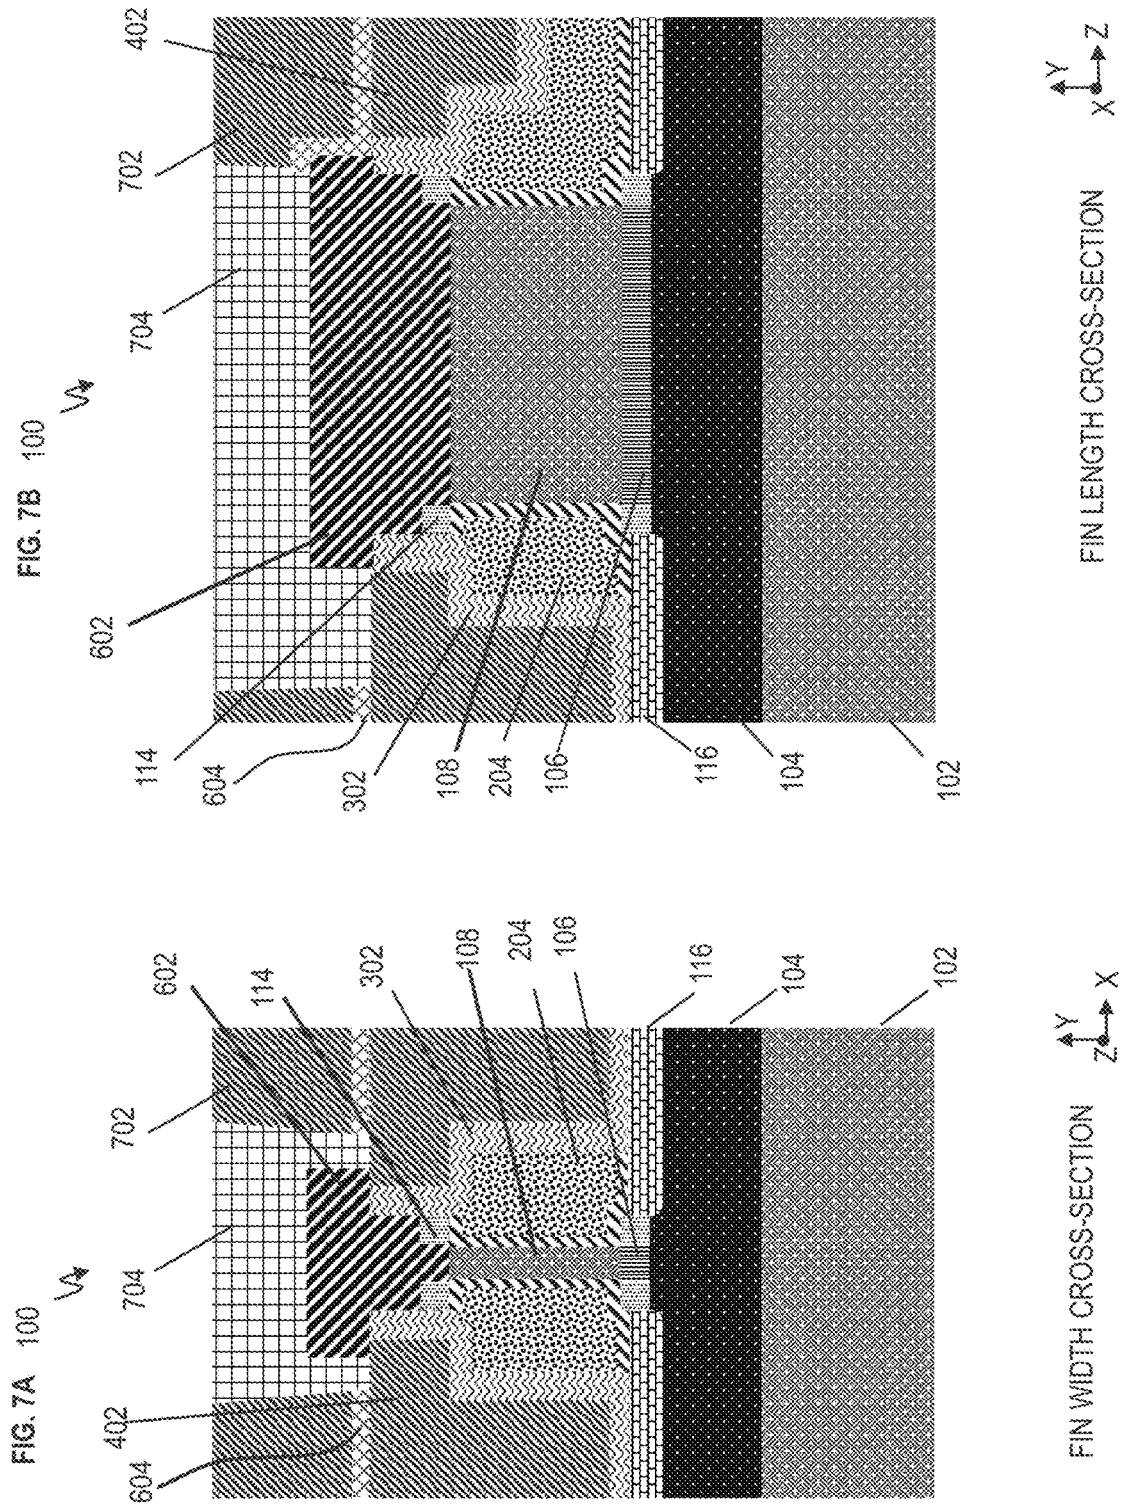 FIG. 7A 100
704
702
602
114
302
108
204
106
116
104
102
402
604
Z
Y
X
FIN WIDTH CROSS-SECTION
FIG. 7B 100
602
704
702
402
114
604
302
108
204
106
116
104
102
X
Y
Z
FIN LENGTH CROSS-SECTION